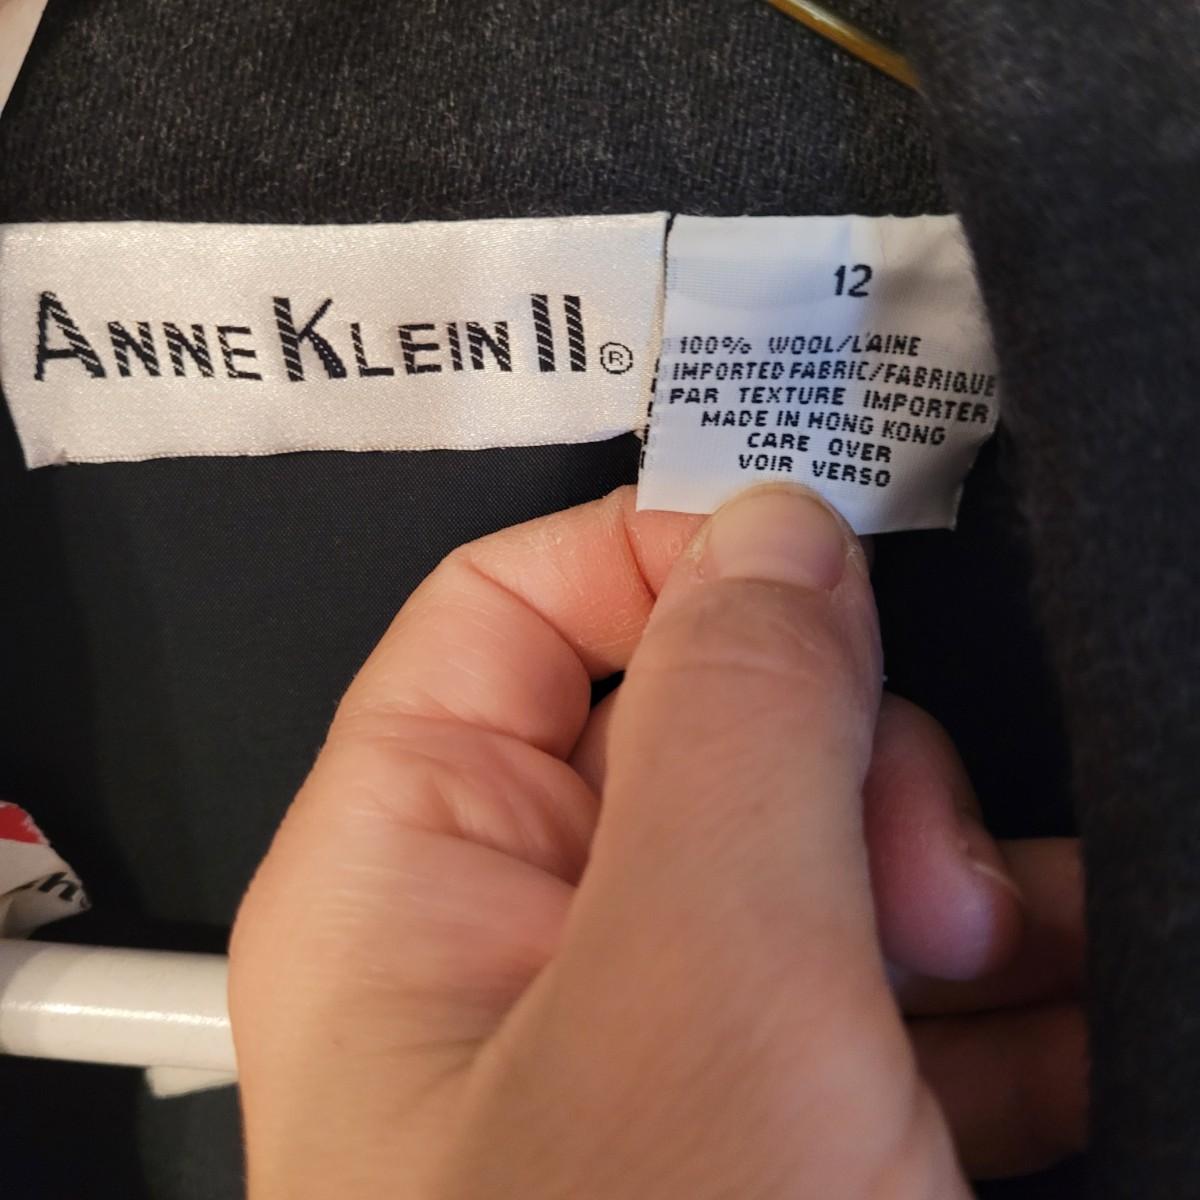 ANNE KLEIN II®
12
100% WOOL/L'AINE
IMPORTED FABRIC/FABRIQUE
PAR TEXTURE IMPORTER
MADE IN HONG KONG
CARE OVER
VOIR VERSO